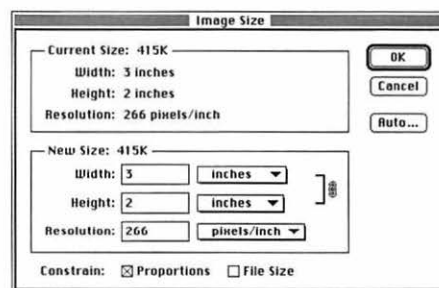 Image Size
Current Size: 415K
Width: 3 inches
Height: 2 inches
Resolution: 266 pixels/inch
OK
Cancel
Auto...
New Size: 415K
Width: 3 inches
Height: 2 inches
Resolution: 266 pixels/inch
Constrain: Proportions File Size